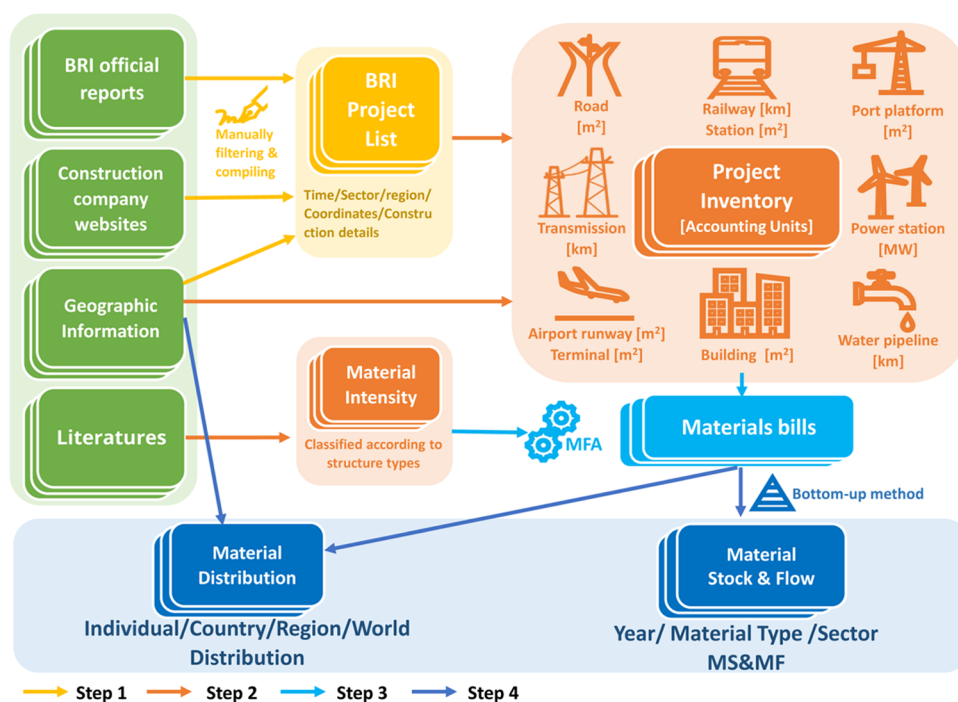 BRI official
reports
Construction
company
websites
Geographic
Information
Literatures
Manually
filtering &
compiling
BRI
Project
List
Time/Sector/region/
Coordinates/Constru
ction details
Material
Intensity
Classified according to
structure types
MFA
Road
[m²]
Railway [km]
Station [m²]
Port platform
[m²]
Transmission
[km]
Project
Inventory
[Accounting Units]
Power station
[MW]
Airport runway [m²]
Terminal [m²]
Building [m²]
Water pipeline
[km]
Materials bills
Bottom-up method
Material
Distribution
Individual/Country/Region/World
Distribution
Material
Stock & Flow
Year/ Material Type /Sector
MS&MF
Step 1
Step 2
Step 3
Step 4